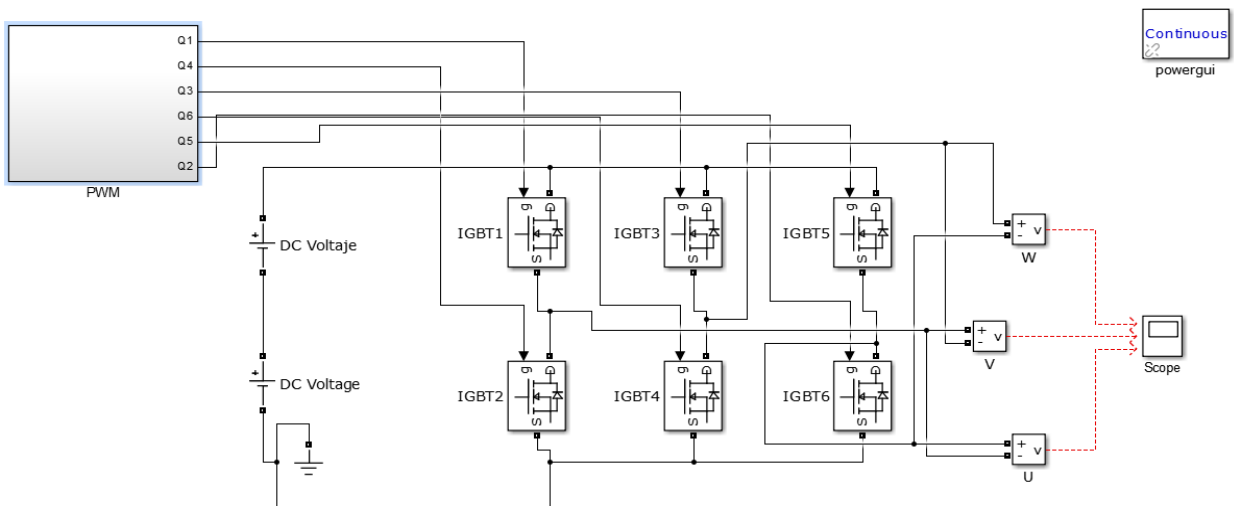 Continuous
powergui
Q1
Q4
Q3
Q6
Q5
Q2
PWM
DC Voltaje
+
IGBT1
g
D
S
IGBT3
g
D
S
IGBT5
g
D
S
+
-
v
W
+
-
v
V
Scope
DC Voltage
+
IGBT2
g
D
S
IGBT4
g
D
S
IGBT6
g
D
S
+
-
v
U